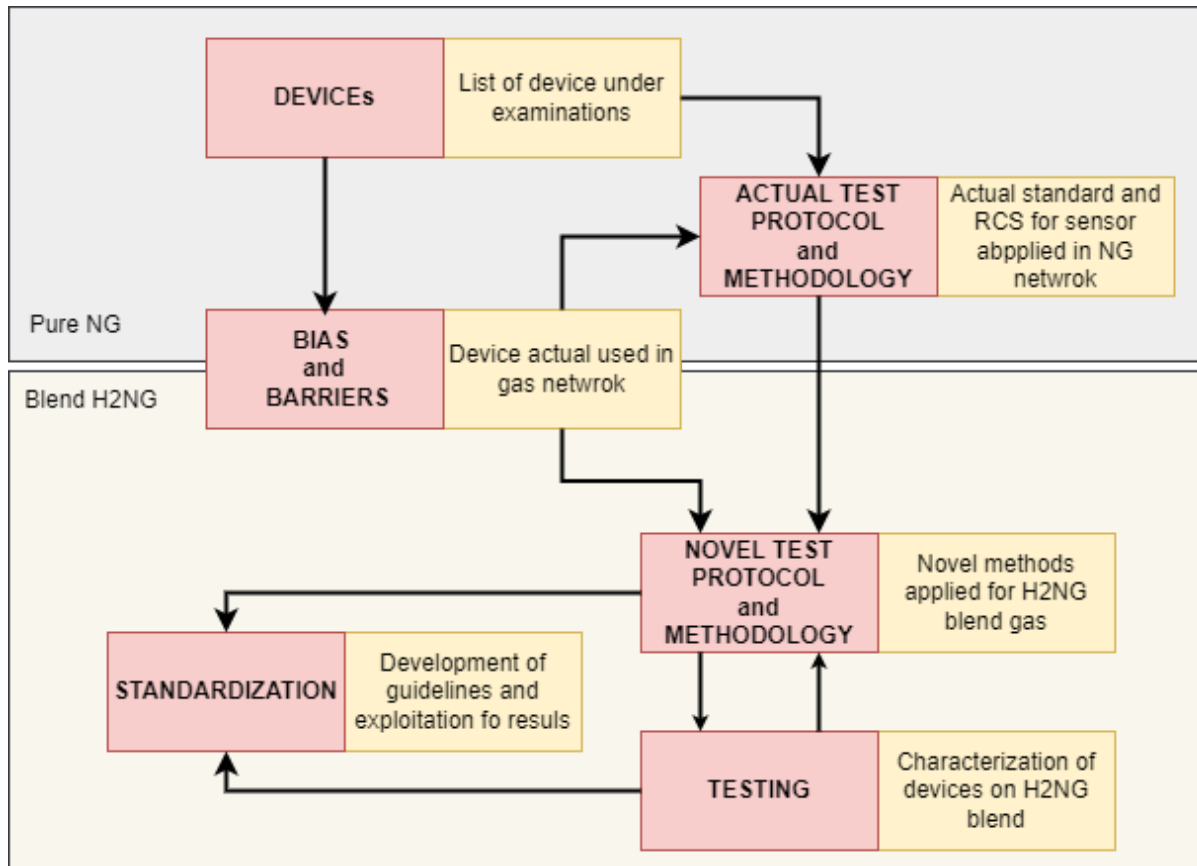 DEVICEs
List of device under
examinations
ACTUAL TEST
PROTOCOL
and
METHODOLOGY
Actual standard and
RCS for sensor
abpplied in NG
netwrok
Pure NG
BIAS
and
BARRIERS
Device actual used in
gas netwrok
Blend H2NG
NOVEL TEST
PROTOCOL
and
METHODOLOGY
Novel methods
applied for H2NG
blend gas
STANDARDIZATION
Development of
guidelines and
exploitation fo resuls
TESTING
Characterization of
devices on H2NG
blend